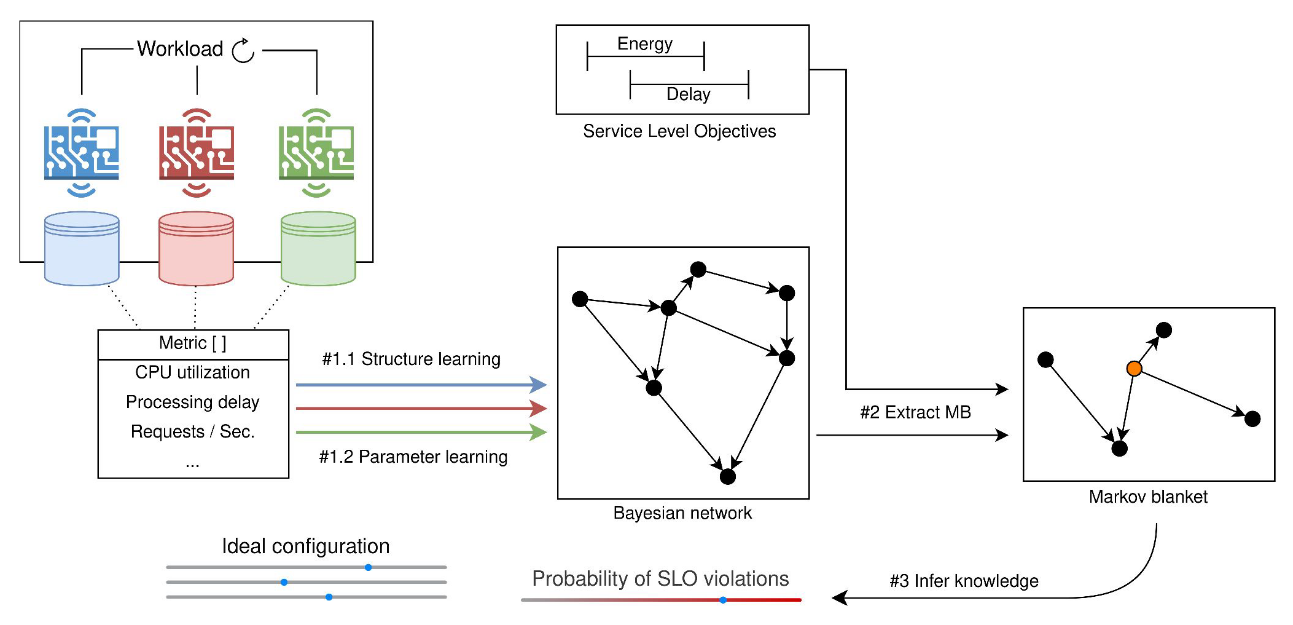 Workload
Energy
Delay
Service Level Objectives
Metric [ ]
CPU utilization
Processing delay
Requests / Sec.
...
#1.1 Structure learning
#1.2 Parameter learning
Bayesian network
#2 Extract MB
Markov blanket
#3 Infer knowledge
Probability of SLO violations
Ideal configuration